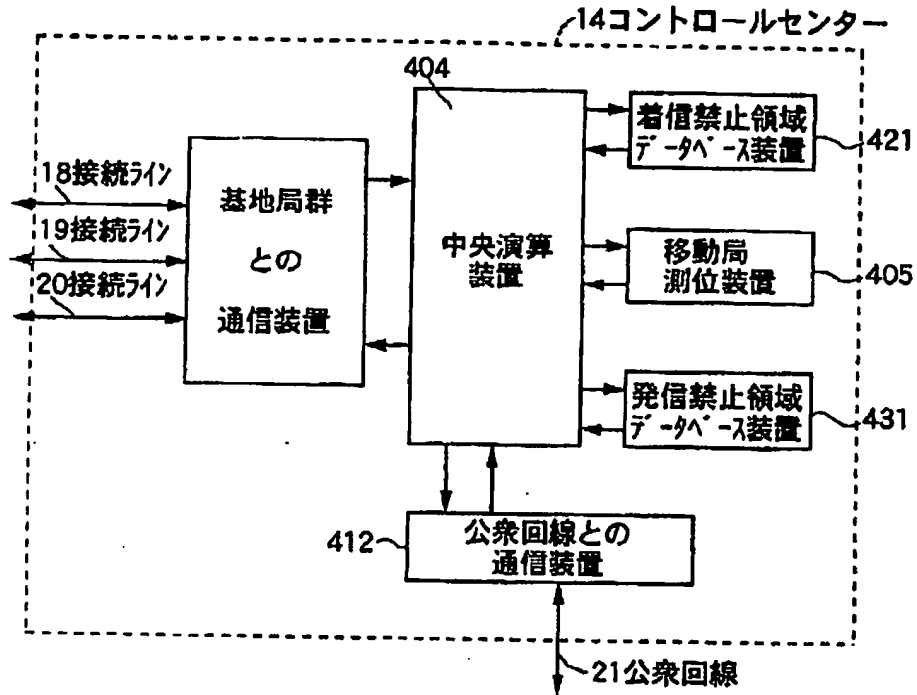 14コントロールセンター
404
着信禁止領域
データベース装置
421
18接続ライン
19接続ライン
20接続ライン
基地局群
との
通信装置
中央演算
装置
移動局
測位装置
405
発信禁止領域
データベース装置
431
412
公衆回線との
通信装置
21公衆回線